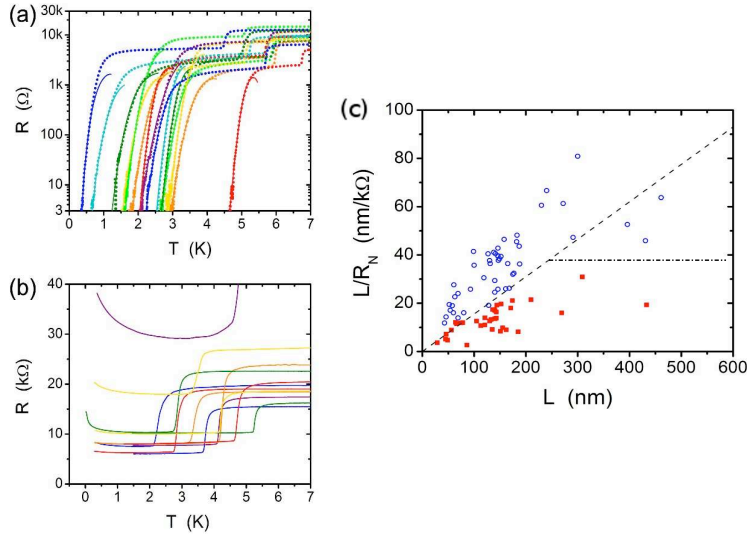 (a)
30k
10k
1k
100
10
3
R (Ω)
0 1 2 3 4 5 6 7
T (K)
(b)
40
30
20
10
0
R (kΩ)
0 1 2 3 4 5 6 7
T (K)
(c)
100
80
60
40
20
0
L/R_N (nm/kΩ)
0 100 200 300 400 500 600
L (nm)